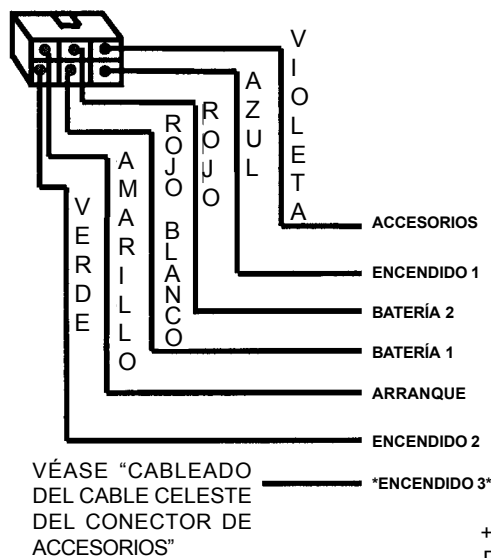 VIOLETA
AZUL
ROJO
ROJO BLANCO
AMARILLO
VERDE
ACCESORIOS
ENCENDIDO 1
BATERÍA 2
BATERÍA 1
ARRANQUE
ENCENDIDO 2
VÉASE “CABLEADO
DEL CABLE CELESTE
DEL CONECTOR DE
ACCESORIOS”
*ENCENDIDO 3*
+